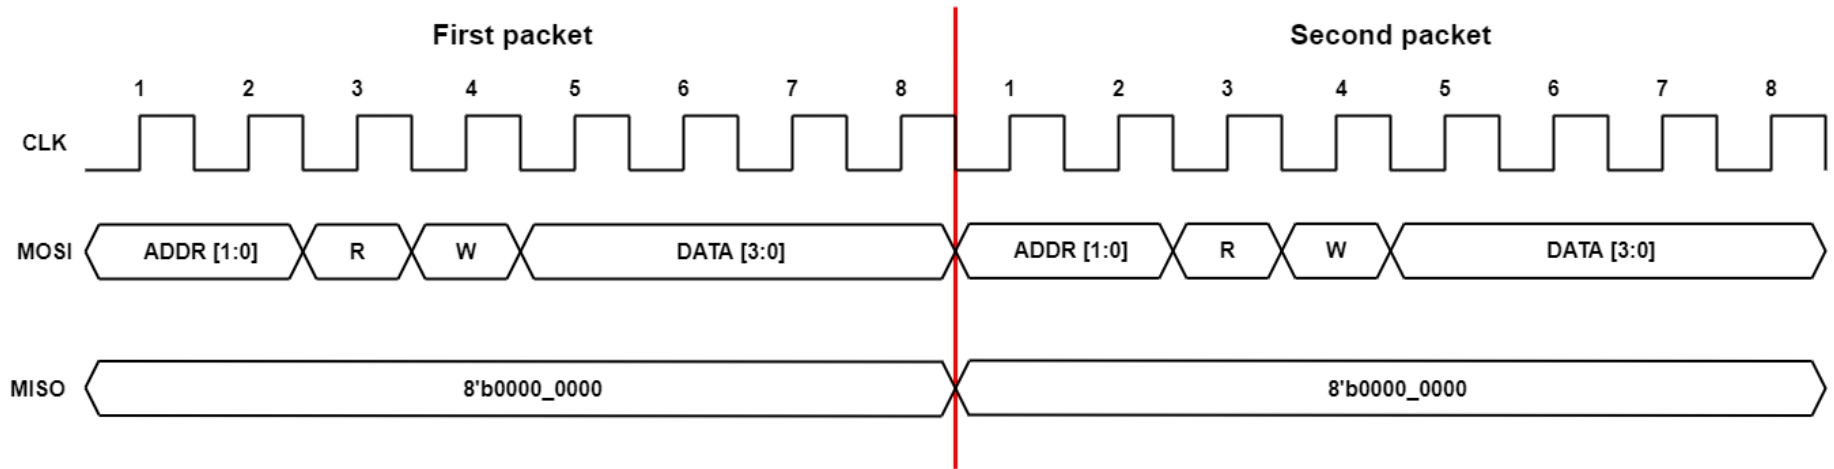 First packet Second packet
1 2 3 4 5 6 7 8 1 2 3 4 5 6 7 8
CLK
MOSI ADDR [1:0] R W DATA [3:0] ADDR [1:0] R W DATA [3:0]
MISO 8'b0000_0000 8'b0000_0000